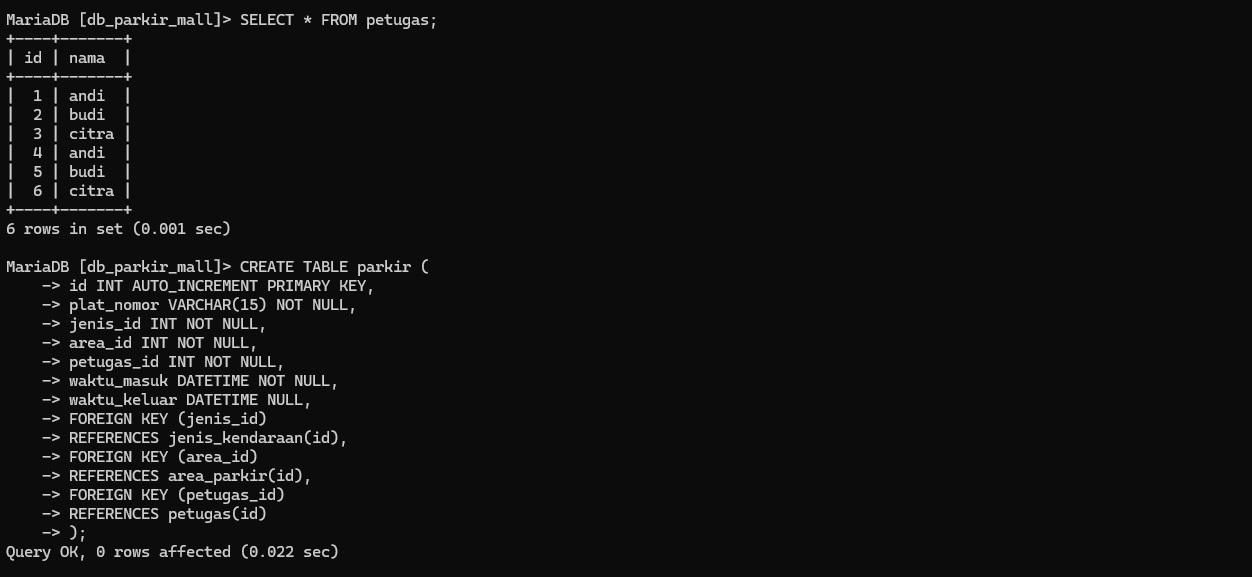 MariaDB [db_parkir_mall]> SELECT * FROM petugas;
+----+-------+
| id | nama  |
+----+-------+
|  1 | andi  |
|  2 | budi  |
|  3 | citra |
|  4 | andi  |
|  5 | budi  |
|  6 | citra |
+----+-------+
6 rows in set (0.001 sec)

MariaDB [db_parkir_mall]> CREATE TABLE parkir (
    -> id INT AUTO_INCREMENT PRIMARY KEY,
    -> plat_nomor VARCHAR(15) NOT NULL,
    -> jenis_id INT NOT NULL,
    -> area_id INT NOT NULL,
    -> petugas_id INT NOT NULL,
    -> waktu_masuk DATETIME NOT NULL,
    -> waktu_keluar DATETIME NULL,
    -> FOREIGN KEY (jenis_id)
    -> REFERENCES jenis_kendaraan(id),
    -> FOREIGN KEY (area_id)
    -> REFERENCES area_parkir(id),
    -> FOREIGN KEY (petugas_id)
    -> REFERENCES petugas(id)
    -> );
Query OK, 0 rows affected (0.022 sec)